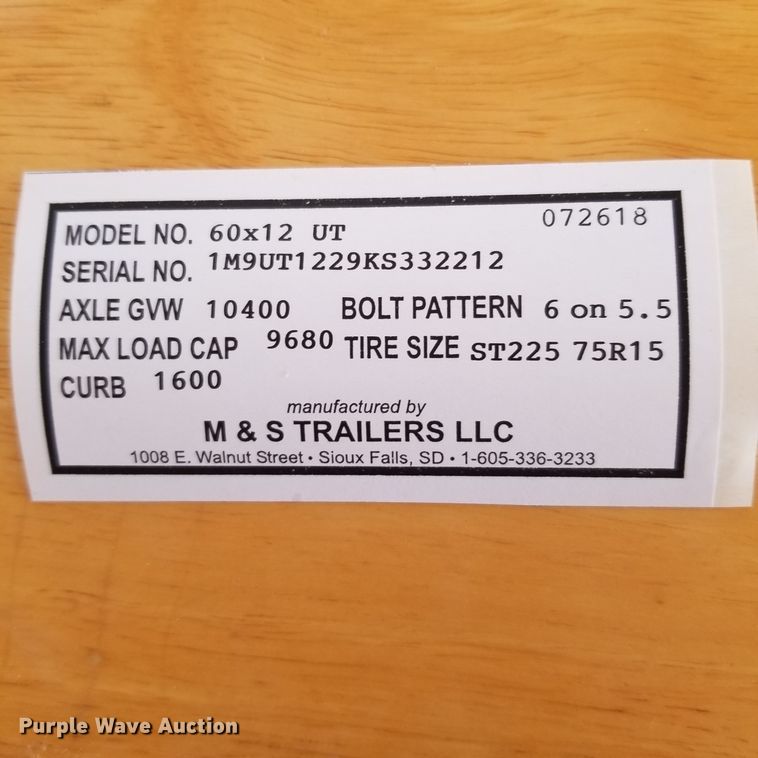 072618
MODEL NO. 60x12 UT
SERIAL NO. 1M9UT1229KS332212
AXLE GVW 10400 BOLT PATTERN 6 on 5.5
MAX LOAD CAP 9680 TIRE SIZE ST225 75R15
CURB 1600
manufactured by
M & S TRAILERS LLC
1008 E. Walnut Street • Sioux Falls, SD • 1-605-336-3233
Purple Wave Auction